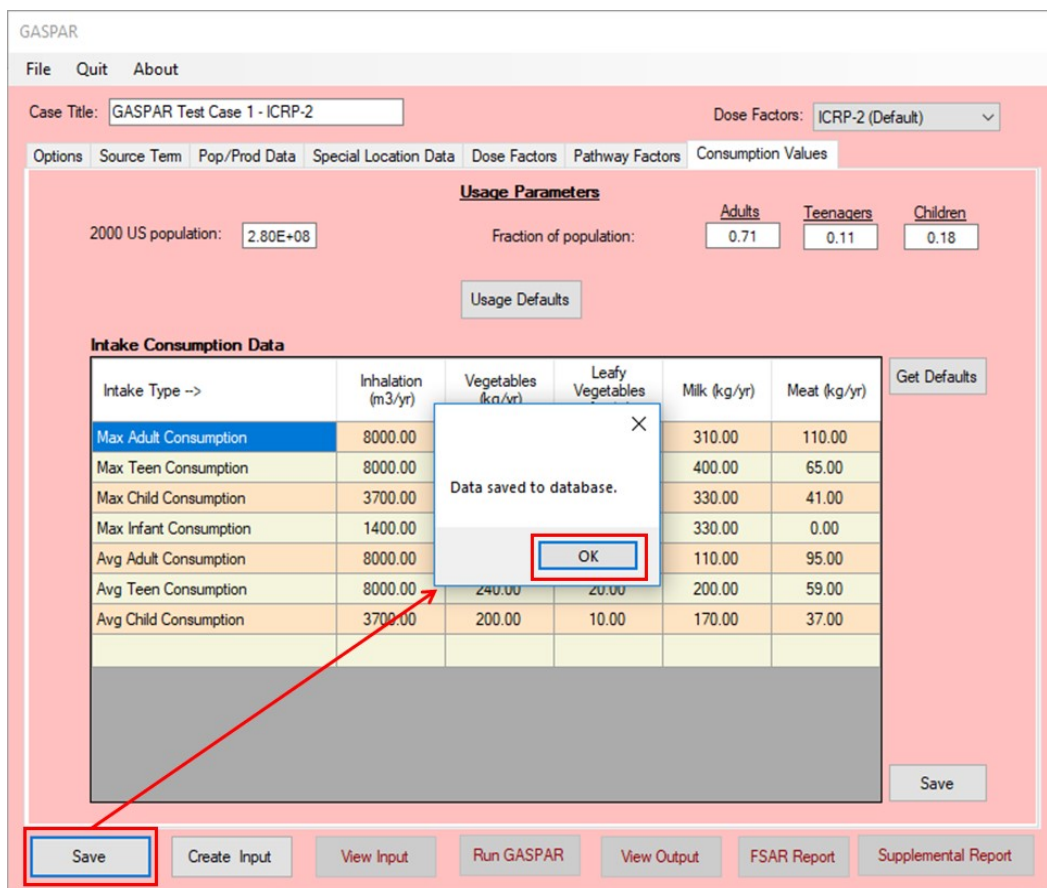 GASPAR
File Quit About
Case Title: GASPAR Test Case 1 - ICRP-2 Dose Factors: ICRP-2 (Default)
Options Source Term Pop/Prod Data Special Location Data Dose Factors Pathway Factors Consumption Values
Usage Parameters
Adults Teenagers Children
2000 US population: 2.80E+08 Fraction of population: 0.71 0.11 0.18
Usage Defaults
Intake Consumption Data
Intake Type --> Inhalation (m3/yr) Vegetables (kg/yr) Leafy Vegetables Milk (kg/yr) Meat (kg/yr) Get Defaults
Max Adult Consumption 8000.00 310.00 110.00
Max Teen Consumption 8000.00 400.00 65.00
Max Child Consumption 3700.00 330.00 41.00
Max Infant Consumption 1400.00 330.00 0.00
Avg Adult Consumption 8000.00 110.00 95.00
Avg Teen Consumption 8000.00 240.00 20.00 200.00 59.00
Avg Child Consumption 3700.00 200.00 10.00 170.00 37.00
Data saved to database.
OK
Save
Save Create Input View Input Run GASPAR View Output FSAR Report Supplemental Report